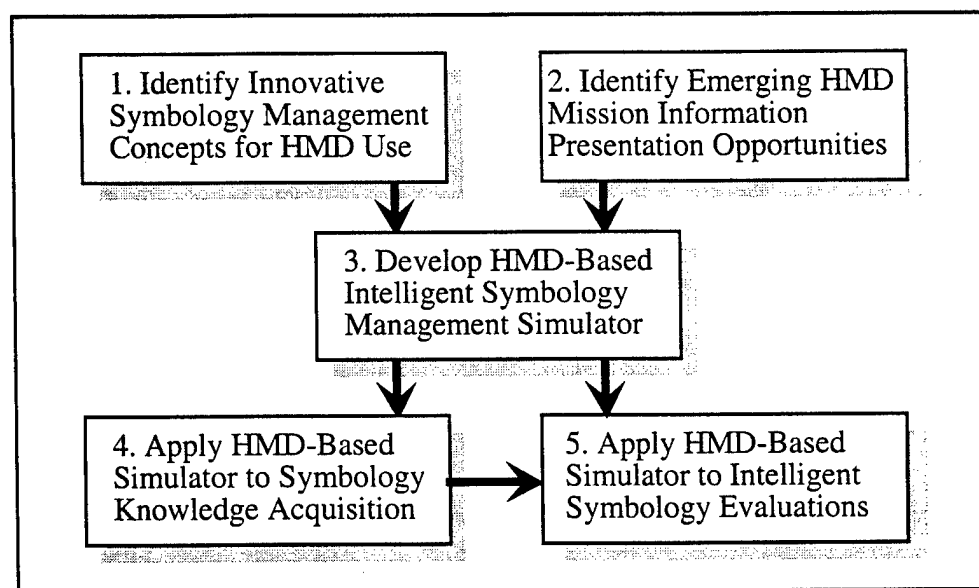 1. Identify Innovative
Symbology Management
Concepts for HMD Use
2. Identify Emerging HMD
Mission Information
Presentation Opportunities
3. Develop HMD-Based
Intelligent Symbology
Management Simulator
4. Apply HMD-Based
Simulator to Symbology
Knowledge Acquisition
5. Apply HMD-Based
Simulator to Intelligent
Symbology Evaluations